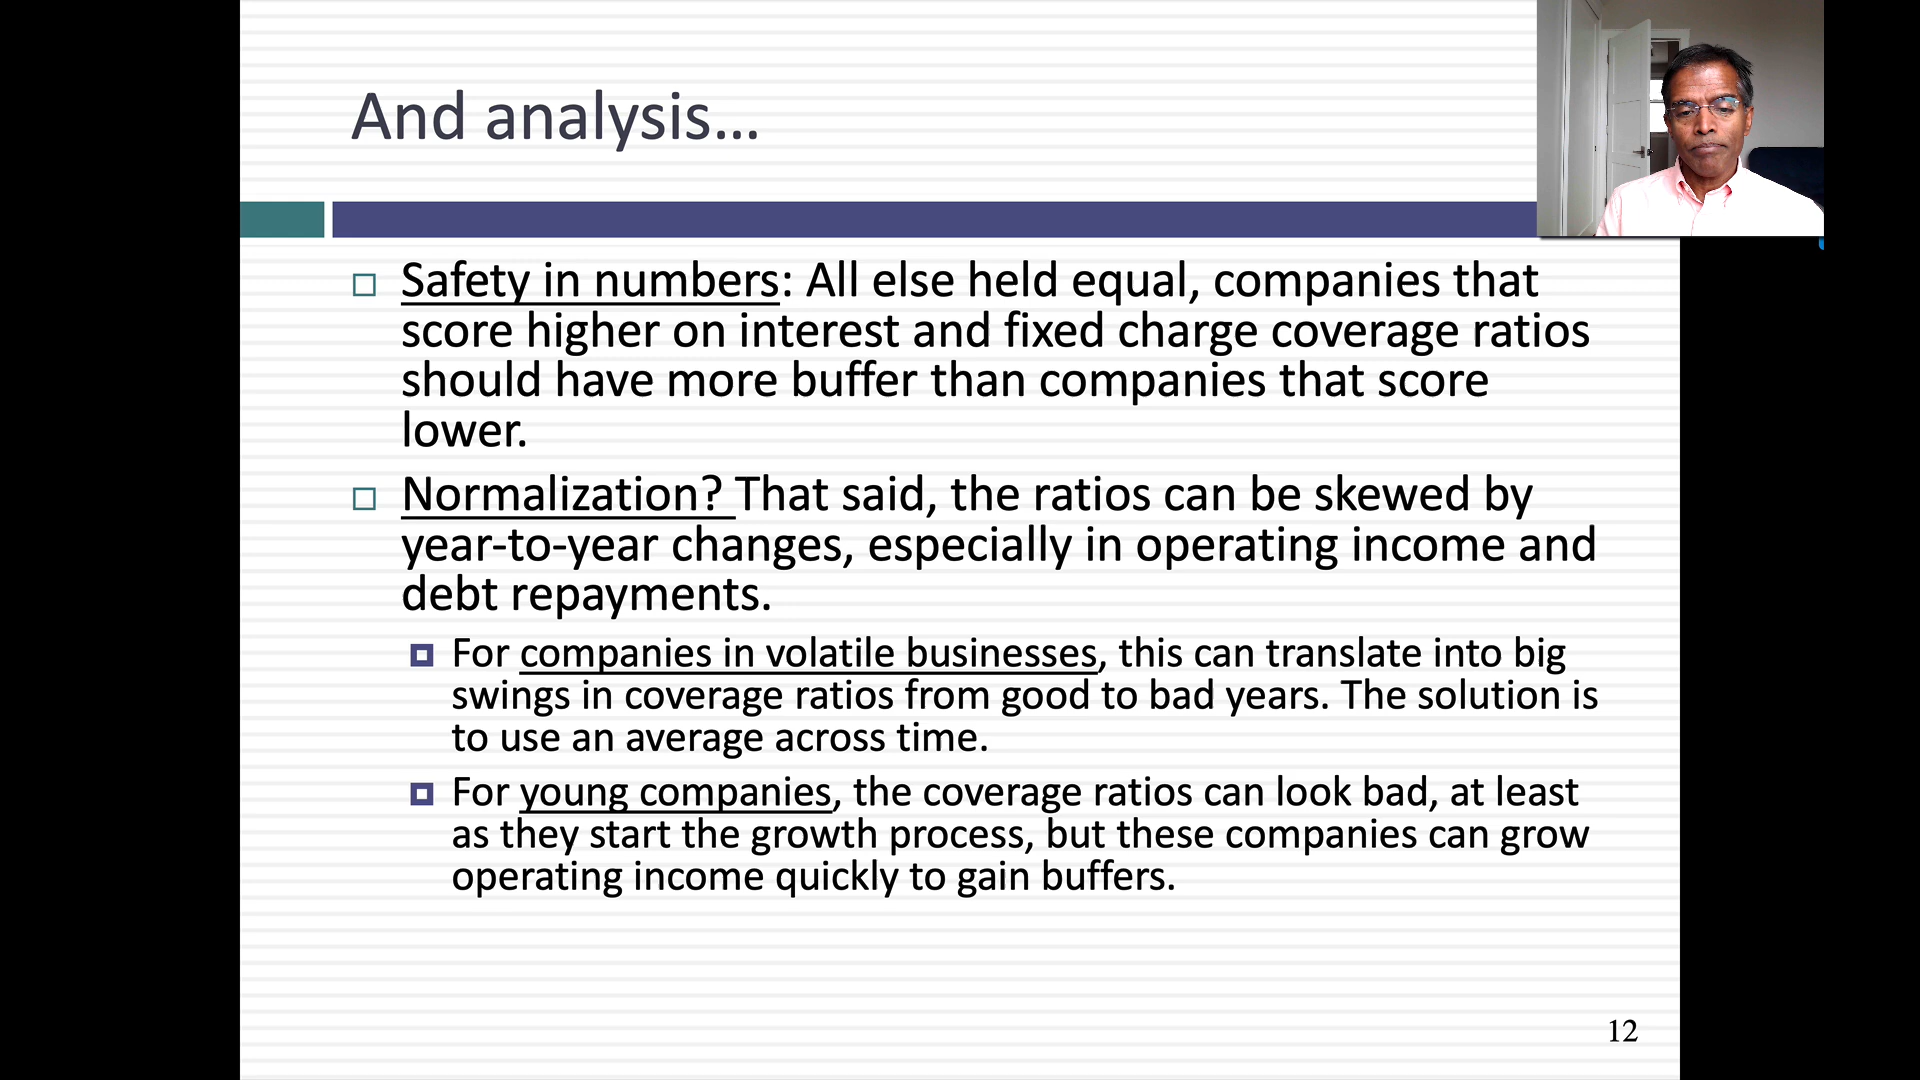 And analysis...
Safety in numbers: All else held equal, companies that
score higher on interest and fixed charge coverage ratios
should have more buffer than companies that score
lower.
Normalization? That said, the ratios can be skewed by
year-to-year changes, especially in operating income and
debt repayments.
For companies in volatile businesses, this can translate into big
swings in coverage ratios from good to bad years. The solution is
to use an average across time.
For young companies, the coverage ratios can look bad, at least
as they start the growth process, but these companies can grow
operating income quickly to gain buffers.
12